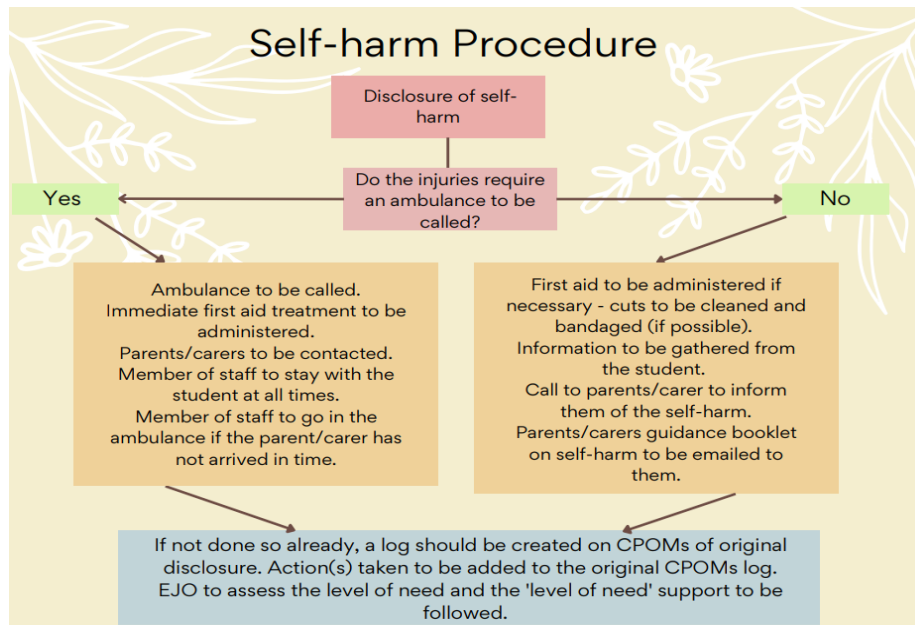 Self-harm Procedure
Disclosure of self-
harm
Do the injuries require
an ambulance to be
called?
Yes
No
Ambulance to be called.
Immediate first aid treatment to be
administered.
Parents/carers to be contacted.
Member of staff to stay with the
student at all times.
Member of staff to go in the
ambulance if the parent/carer has
not arrived in time.
First aid to be administered if
necessary - cuts to be cleaned and
bandaged (if possible).
Information to be gathered from
the student.
Call to parents/carer to inform
them of the self-harm.
Parents/carers guidance booklet
on self-harm to be emailed to
them.
If not done so already, a log should be created on CPOMs of original
disclosure. Action(s) taken to be added to the original CPOMs log.
EJO to assess the level of need and the 'level of need' support to be
followed.